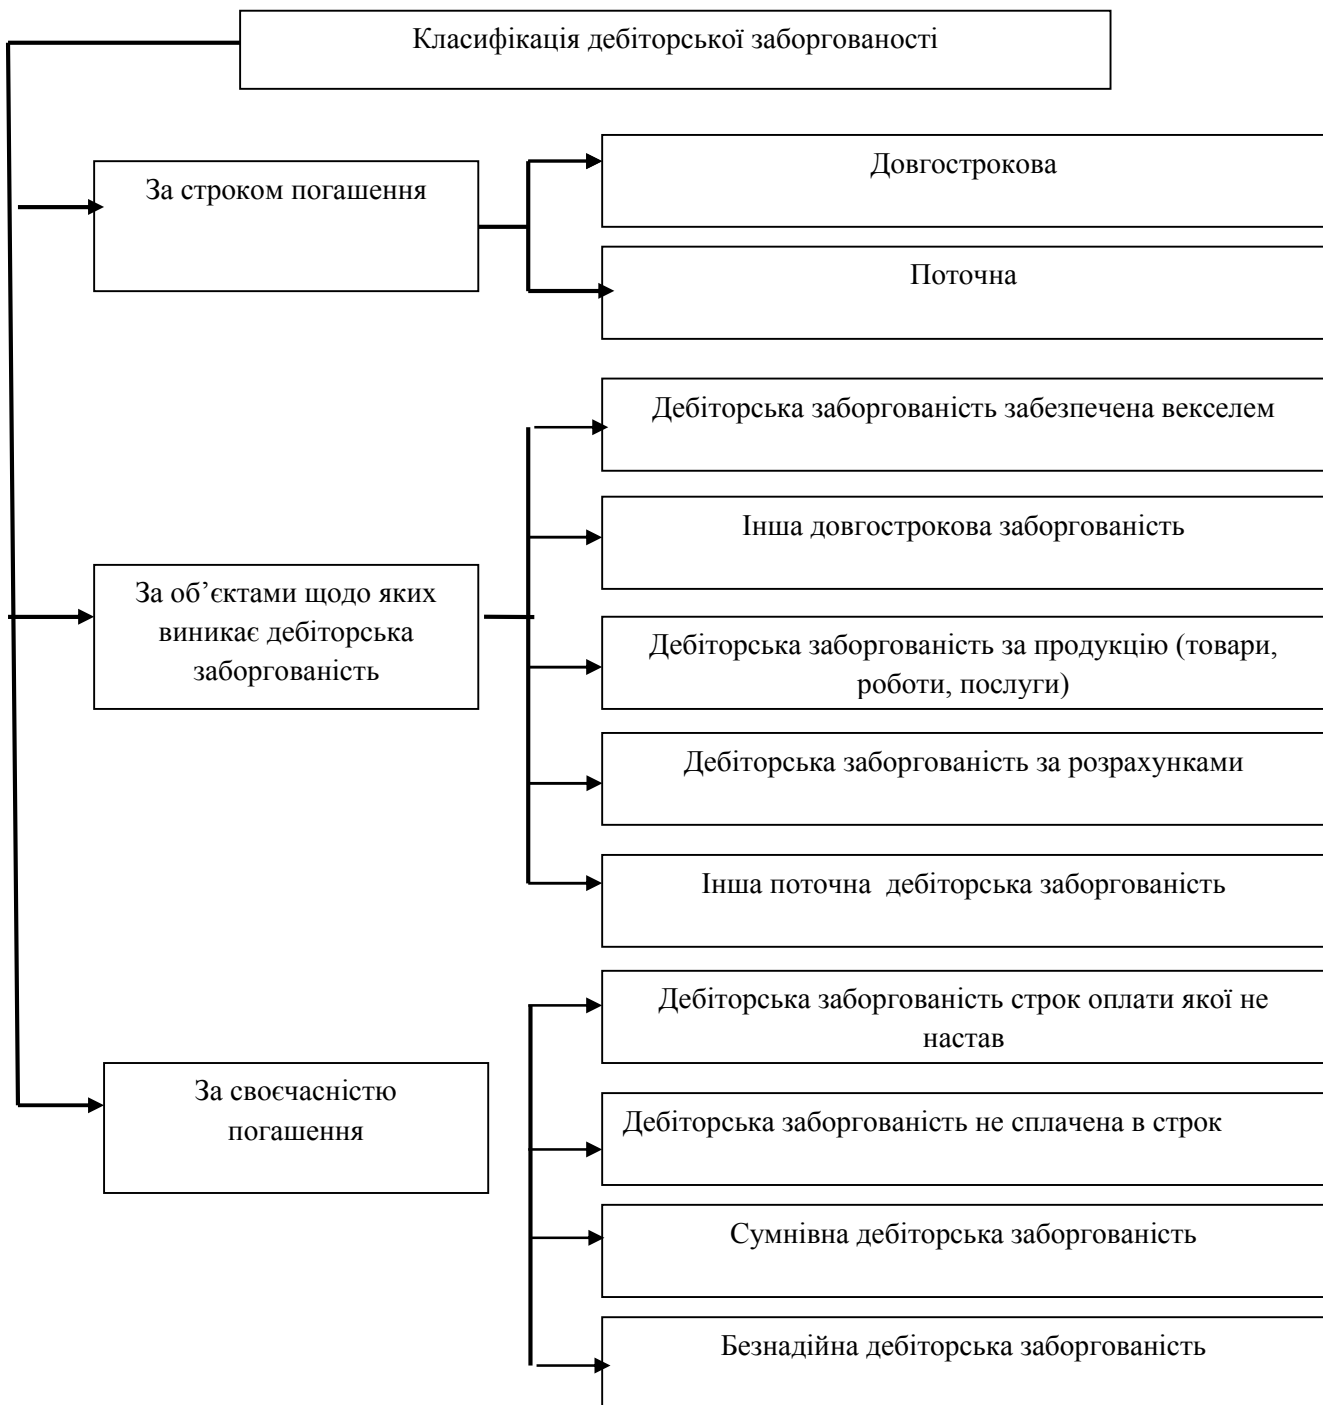 Класифікація дебіторської заборгованості
За строком погашення
Довгострокова
Поточна
За об’єктами щодо яких
виникає дебіторська
заборгованість
Дебіторська заборгованість забезпечена векселем
Інша довгострокова заборгованість
Дебіторська заборгованість за продукцію (товари,
роботи, послуги)
Дебіторська заборгованість за розрахунками
Інша поточна дебіторська заборгованість
За своєчасністю
погашення
Дебіторська заборгованість строк оплати якої не
настав
Дебіторська заборгованість не сплачена в строк
Сумнівна дебіторська заборгованість
Безнадійна дебіторська заборгованість